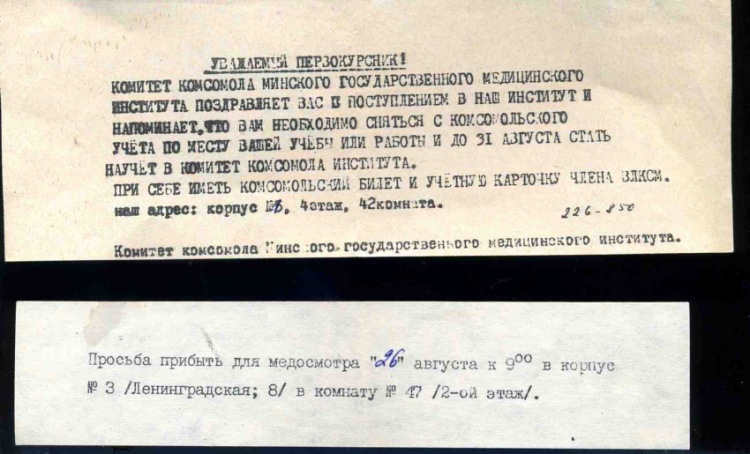 УВАЖАЕМЫЙ ПЕРВОКУРСНИК!
КОМИТЕТ КОМСОМОЛА МИНСКОГО ГОСУДАРСТВЕННОГО МЕДИЦИНСКОГО
ИНСТИТУТА ПОЗДРАВЛЯЕТ ВАС С ПОСТУПЛЕНИЕМ В НАШ ИНСТИТУТ И
НАПОМИНАЕТ, ЧТО ВАМ НЕОБХОДИМО СНЯТЬСЯ С КОМСОМОЛЬСКОГО
УЧЁТА ПО МЕСТУ ВАШЕЙ УЧЁБЫ ИЛИ РАБОТЫ И ДО 31 АВГУСТА СТАТЬ
НАУЧЁТ В КОМИТЕТ КОМСОМОЛА ИНСТИТУТА.
ПРИ СЕБЕ ИМЕТЬ КОМСОМОЛЬСКИЙ БИЛЕТ И УЧЁТНУЮ КАРТОЧКУ ЧЛЕНА ВЛКСМ.
наш адрес: корпус 4этаж, 42комната.
226-850
Комитет комсомола Минского государственного медицинского института.
Просьба прибыть для медосмотра "26" августа к 9⁰⁰ в корпус
№ 3 /Ленинградская; 8/ в комнату № 47 /2-ой этаж/.